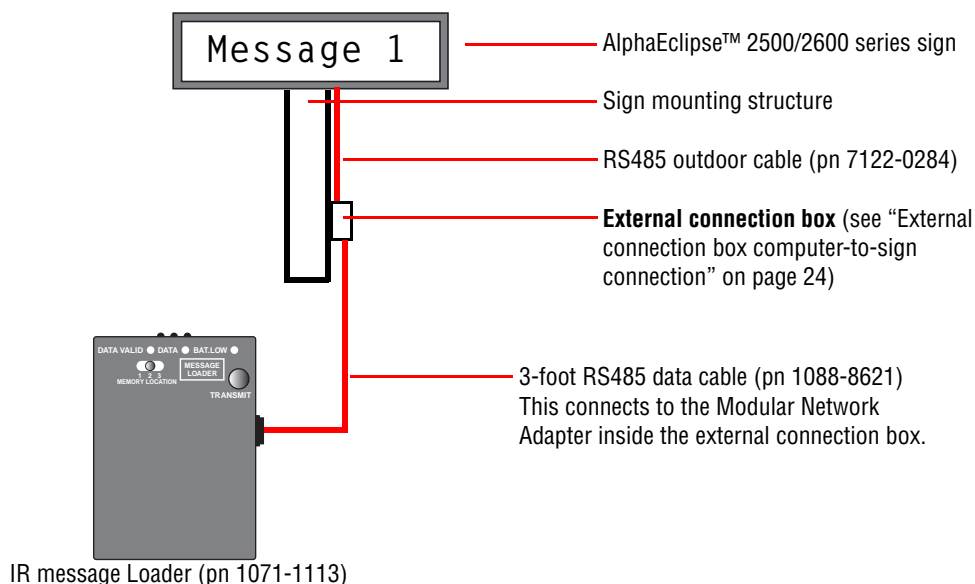 Message 1
AlphaEclipse™ 2500/2600 series sign
Sign mounting structure
RS485 outdoor cable (pn 7122-0284)
External connection box (see “External
connection box computer-to-sign
connection” on page 24)
DATA VALID DATA BAT.LOW
1 2 3
MEMORY LOCATION
MESSAGE
LOADER
TRANSMIT
3-foot RS485 data cable (pn 1088-8621)
This connects to the Modular Network
Adapter inside the external connection box.
IR message Loader (pn 1071-1113)